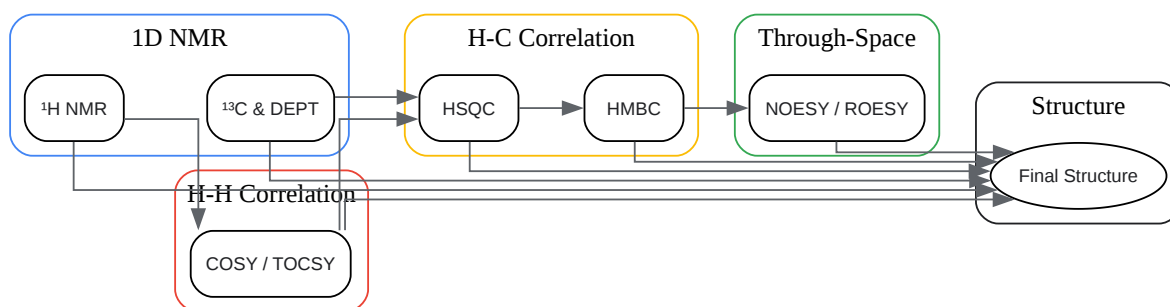 1D NMR
¹H NMR
¹³C & DEPT
H-H Correlation
COSY / TOCSY
H-C Correlation
HSQC
HMBC
Through-Space
NOESY / ROESY
Structure
Final Structure